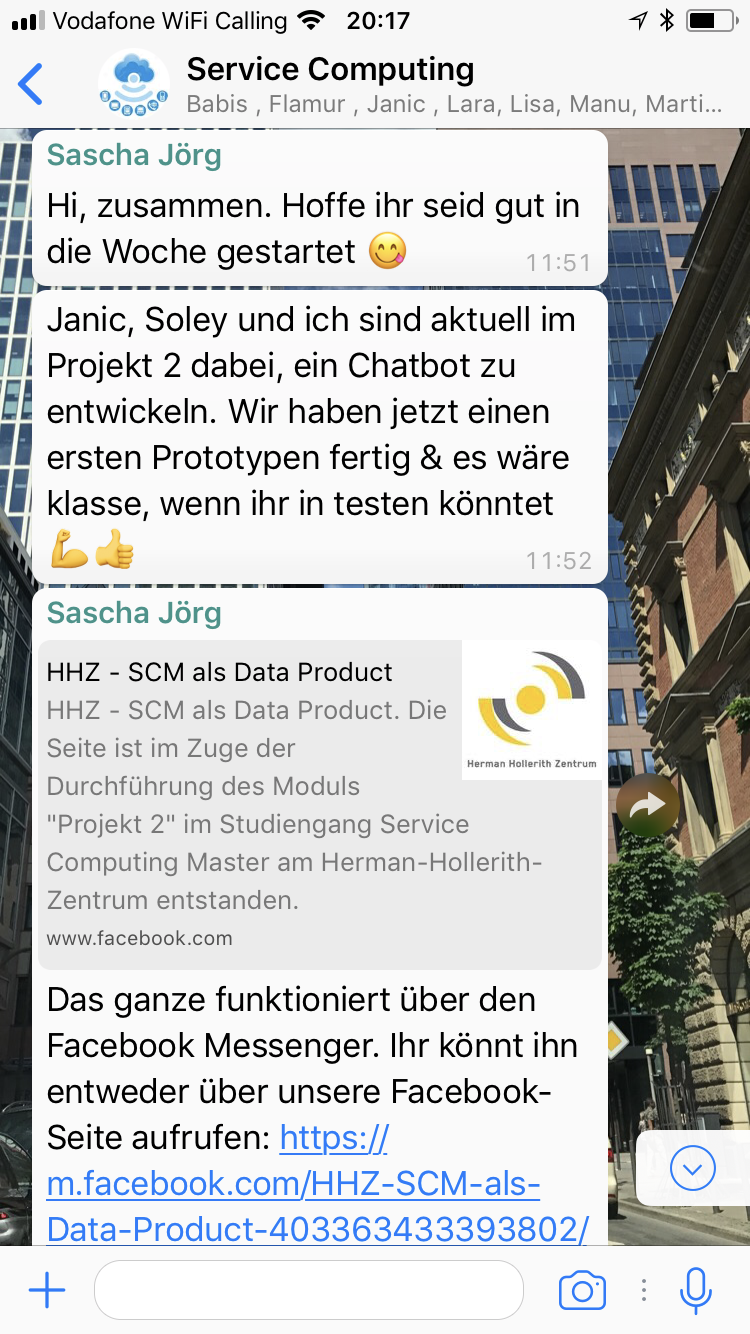 Vodafone WiFi Calling 20:17
Service Computing
Babis , Flamur , Janic , Lara, Lisa, Manu, Marti...
Sascha Jörg
Hi, zusammen. Hoffe ihr seid gut in
die Woche gestartet 😋
11:51
Janic, Soley und ich sind aktuell im
Projekt 2 dabei, ein Chatbot zu
entwickeln. Wir haben jetzt einen
ersten Prototypen fertig & es wäre
klasse, wenn ihr in testen könntet
💪👍
11:52
Sascha Jörg
HHZ - SCM als Data Product
HHZ - SCM als Data Product. Die
Seite ist im Zuge der
Durchführung des Moduls
"Projekt 2" im Studiengang Service
Computing Master am Herman-Hollerith-
Zentrum entstanden.
www.facebook.com
Herman Hollerith Zentrum
Das ganze funktioniert über den
Facebook Messenger. Ihr könnt ihn
entweder über unsere Facebook-
Seite aufrufen: https://
m.facebook.com/HHZ-SCM-als-
Data-Product-403363433393802/